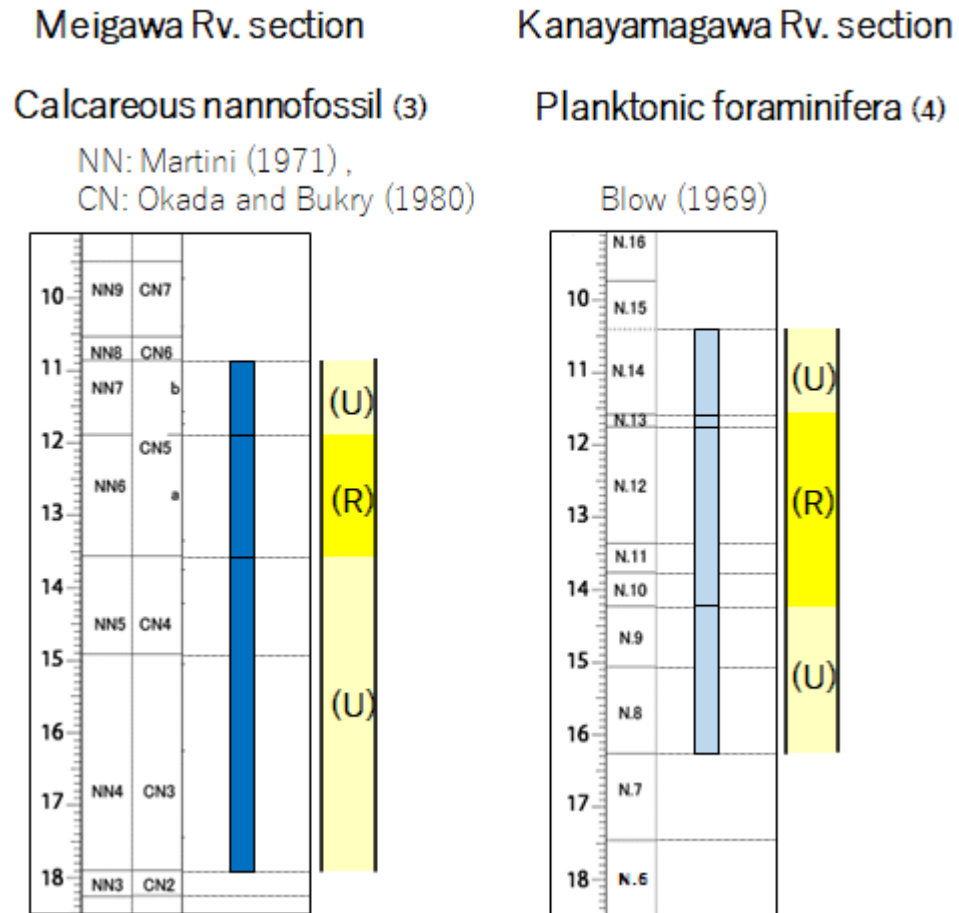 Meigawa Rv. section
Calcareous nannofossil (3)
NN: Martini (1971) ,
CN: Okada and Bukry (1980)
10
NN9 CN7
NN8 CN6
11
NN7 b
(U)
12
CN5
NN6 a
(R)
13
14
NN5 CN4
15
(U)
16
17
NN4 CN3
18
NN3 CN2
Kanayamagawa Rv. section
Planktonic foraminifera (4)
Blow (1969)
N.16
10
N.15
11
N.14
(U)
N.13
12
N.12
(R)
13
N.11
14
N.10
N.9
15
(U)
N.8
16
N.7
17
18
N.6